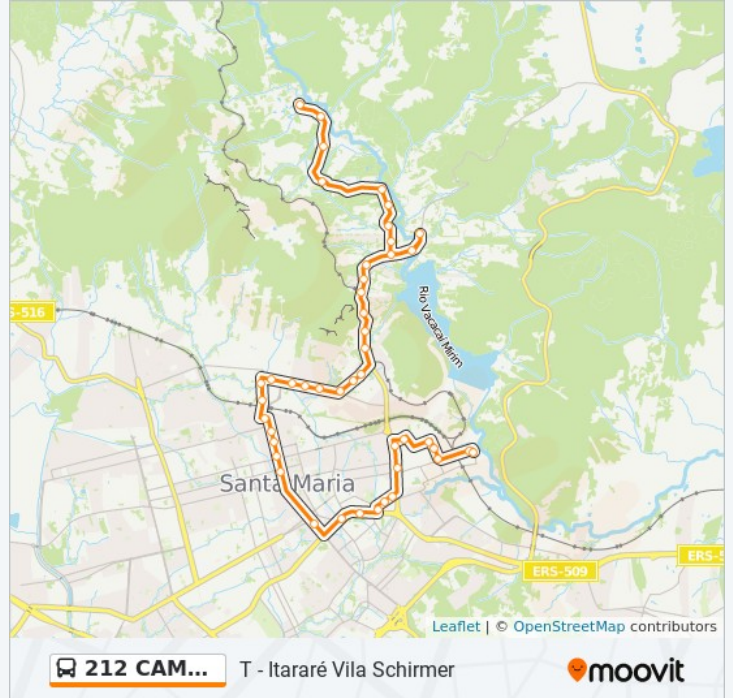 S-516
Rio Vacacaí Mirim
Santa Maria
ERS-509
ERS-5
Leaflet | © OpenStreetMap contributors
212 CAM... T - Itararé Vila Schirmer moovit